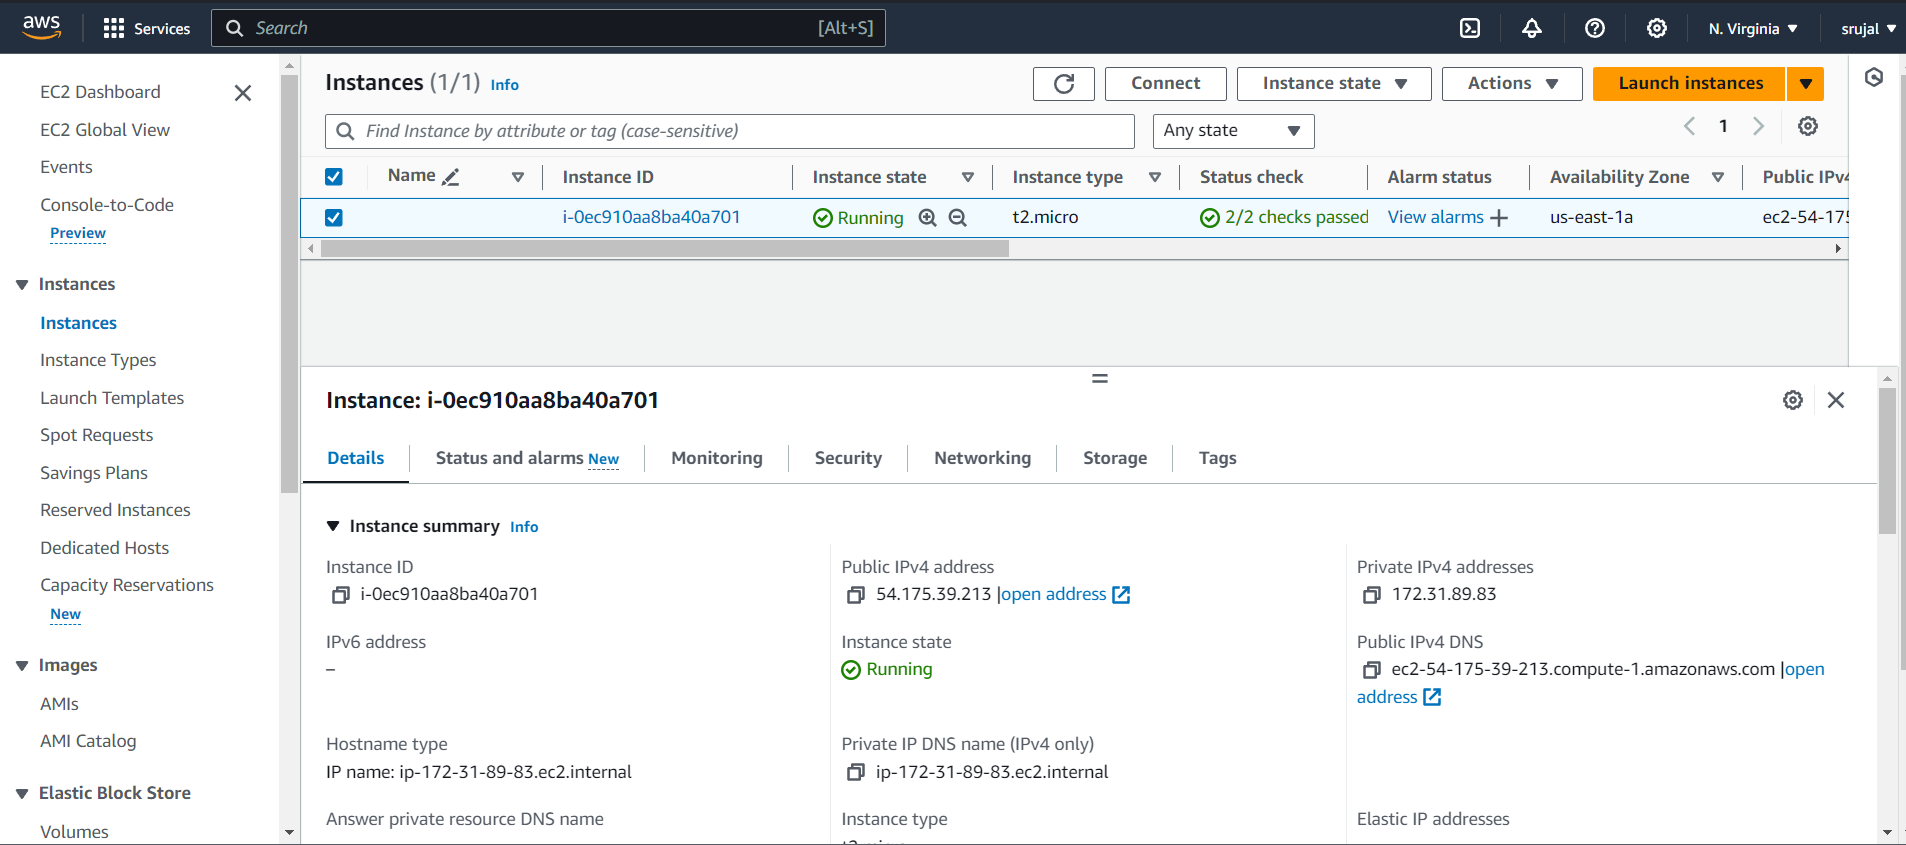 aws
Services
Search
[Alt+S]
N. Virginia
srujal
EC2 Dashboard
EC2 Global View
Events
Console-to-Code
Preview
Instances
Instances
Instance Types
Launch Templates
Spot Requests
Savings Plans
Reserved Instances
Dedicated Hosts
Capacity Reservations
New
Images
AMIs
AMI Catalog
Elastic Block Store
Volumes
Instances (1/1) Info
Connect
Instance state
Actions
Launch instances
Find Instance by attribute or tag (case-sensitive)
Any state
1
Name Instance ID Instance state Instance type Status check Alarm status Availability Zone Public IPv4
i-0ec910aa8ba40a701 Running t2.micro 2/2 checks passed View alarms us-east-1a ec2-54-175
Instance: i-0ec910aa8ba40a701
Details
Status and alarms New
Monitoring
Security
Networking
Storage
Tags
Instance summary Info
Instance ID
i-0ec910aa8ba40a701
Public IPv4 address
54.175.39.213 |open address
Private IPv4 addresses
172.31.89.83
IPv6 address
–
Instance state
Running
Public IPv4 DNS
ec2-54-175-39-213.compute-1.amazonaws.com |open
address
Hostname type
IP name: ip-172-31-89-83.ec2.internal
Private IP DNS name (IPv4 only)
ip-172-31-89-83.ec2.internal
Answer private resource DNS name
Instance type
t2.micro
Elastic IP addresses